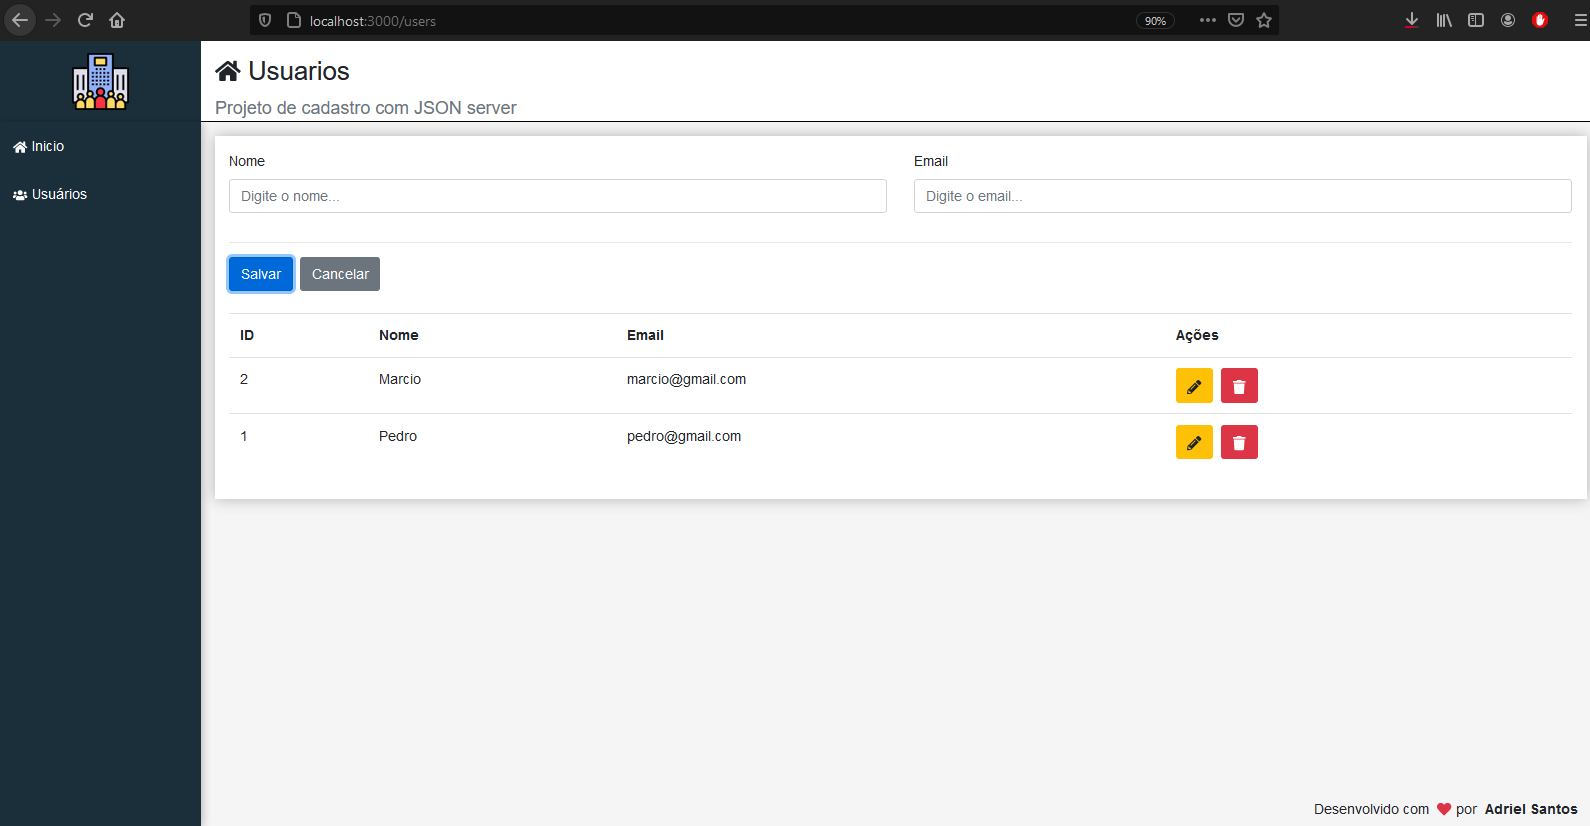 localhost:3000/users 90%
Usuarios
Projeto de cadastro com JSON server
Inicio
Usuários
Nome Email
Digite o nome... Digite o email...
Salvar Cancelar
ID Nome Email Ações
2 Marcio marcio@gmail.com
1 Pedro pedro@gmail.com
Desenvolvido com por Adriel Santos